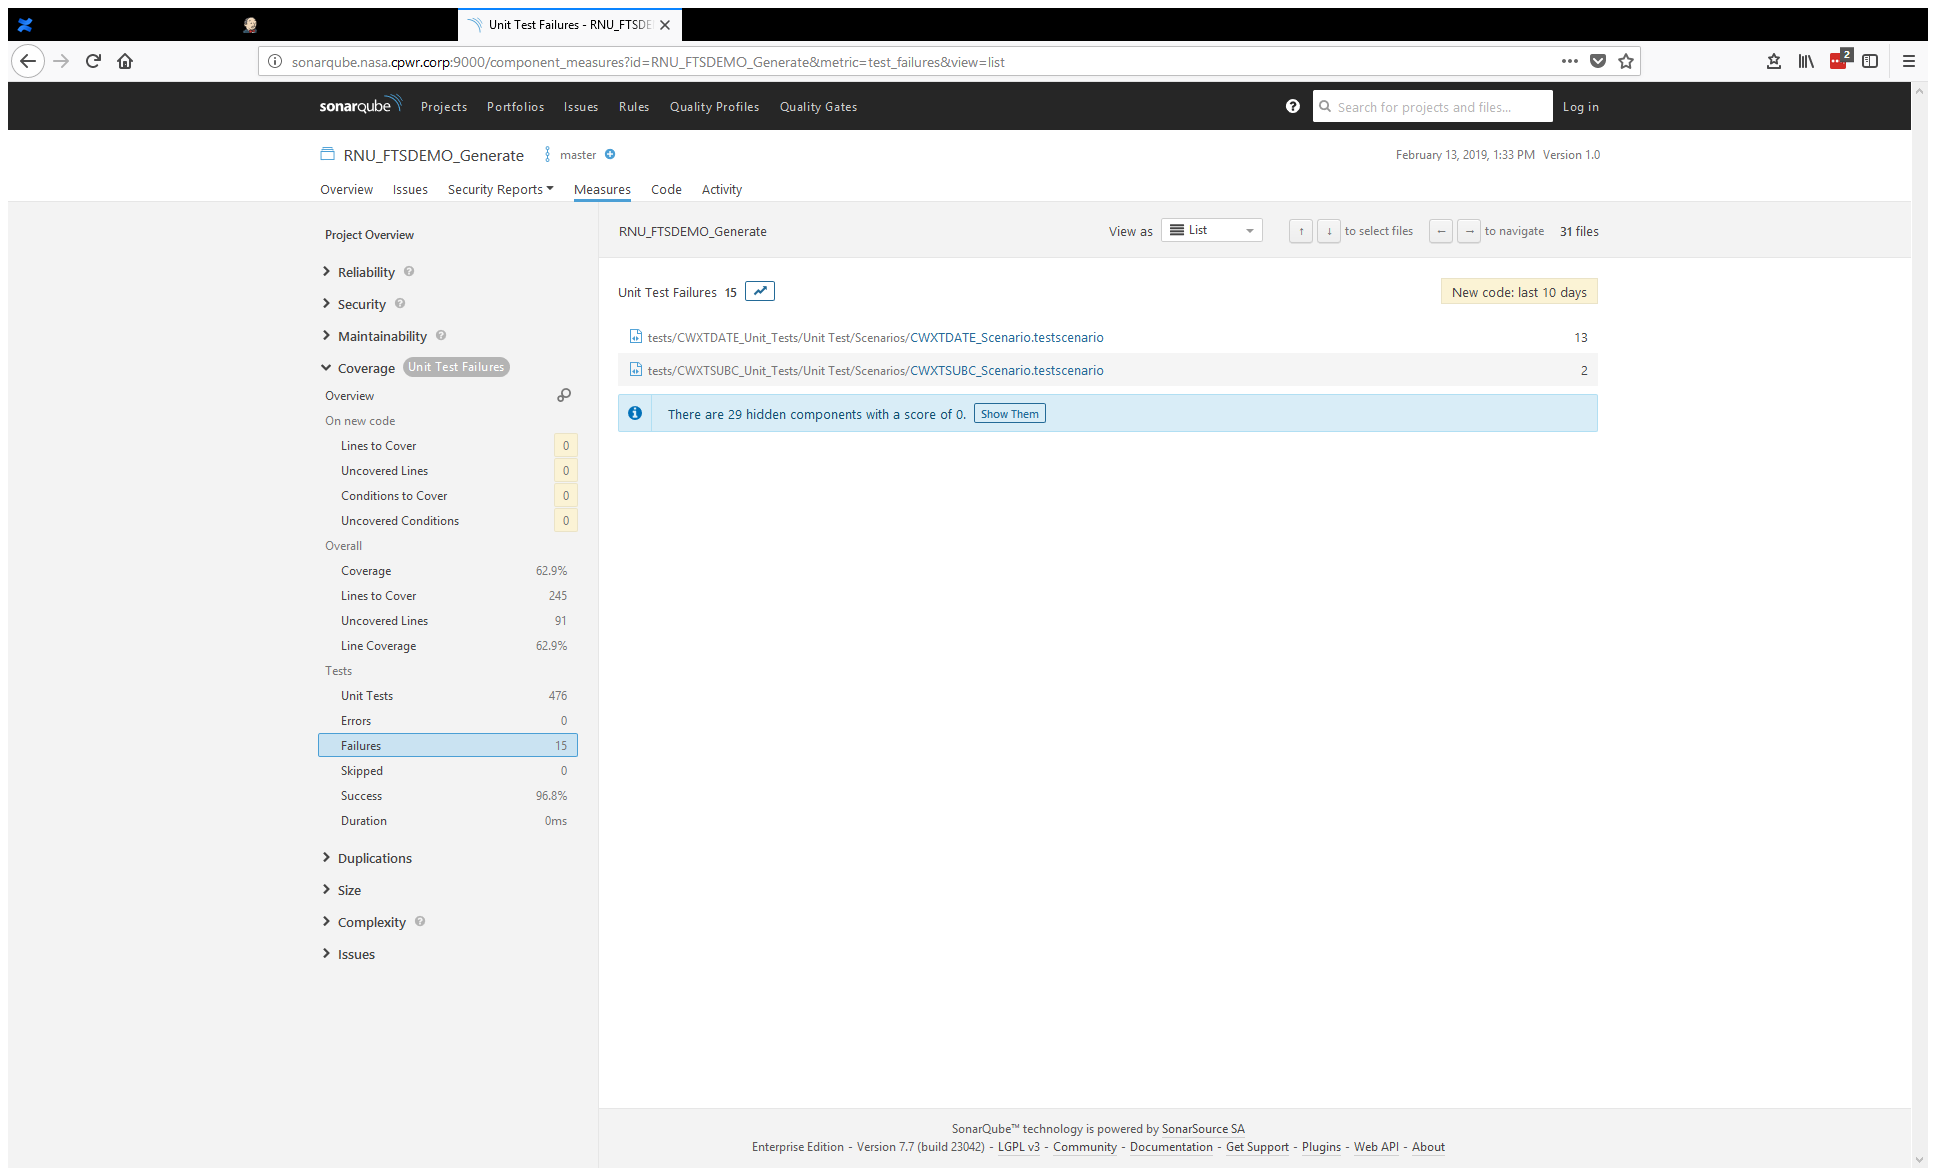 Unit Test Failures - RNU_FTSDE
sonarqube.nasa.cpwr.corp:9000/component_measures?id=RNU_FTSDEMO_Generate&metric=test_failures&view=list
2
sonarqube Projects Portfolios Issues Rules Quality Profiles Quality Gates Search for projects and files... Log in
RNU_FTSDEMO_Generate master February 13, 2019, 1:33 PM Version 1.0
Overview Issues Security Reports Measures Code Activity
Project Overview
Reliability
Security
Maintainability
Coverage Unit Test Failures
Overview
On new code
Lines to Cover 0
Uncovered Lines 0
Conditions to Cover 0
Uncovered Conditions 0
Overall
Coverage 62.9%
Lines to Cover 245
Uncovered Lines 91
Line Coverage 62.9%
Tests
Unit Tests 476
Errors 0
Failures 15
Skipped 0
Success 96.8%
Duration 0ms
Duplications
Size
Complexity
Issues
RNU_FTSDEMO_Generate View as List ↑ ↓ to select files ← → to navigate 31 files
Unit Test Failures 15 New code: last 10 days
tests/CWXTDATE_Unit_Tests/Unit Test/Scenarios/CWXTDATE_Scenario.testscenario 13
tests/CWXTSUBC_Unit_Tests/Unit Test/Scenarios/CWXTSUBC_Scenario.testscenario 2
There are 29 hidden components with a score of 0. Show Them
SonarQube™ technology is powered by SonarSource SA
Enterprise Edition - Version 7.7 (build 23042) - LGPL v3 - Community - Documentation - Get Support - Plugins - Web API - About